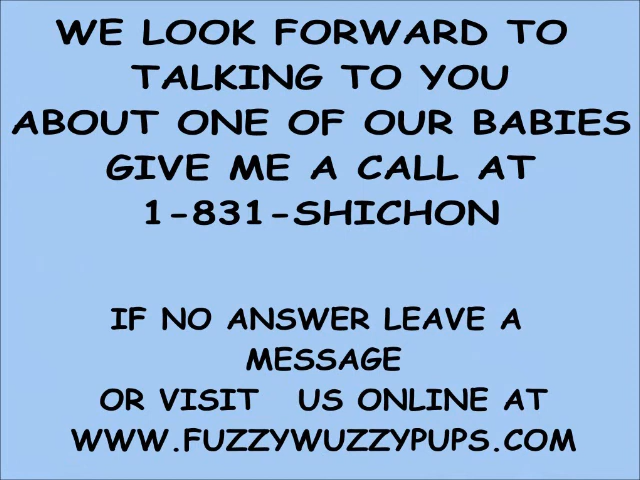 WE LOOK FORWARD TO
TALKING TO YOU
ABOUT ONE OF OUR BABIES
GIVE ME A CALL AT
1-831-SHICHON
IF NO ANSWER LEAVE A
MESSAGE
OR VISIT US ONLINE AT
WWW.FUZZYWUZZYPUPS.COM